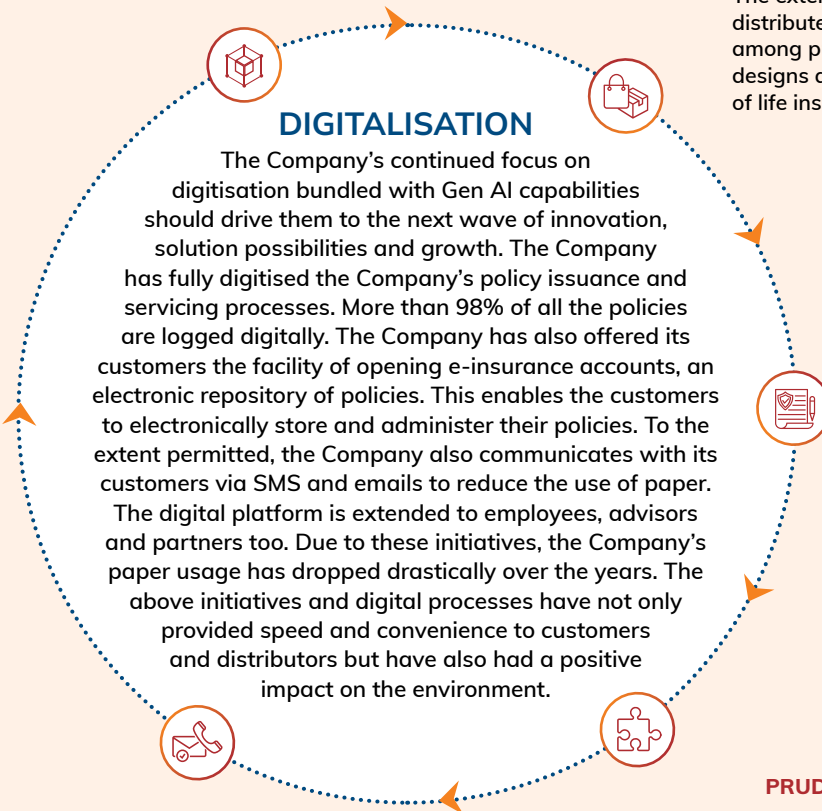 The exten
distribute
among p
designs a
of life ins
DIGITALISATION
The Company's continued focus on
digitisation bundled with Gen AI capabilities
should drive them to the next wave of innovation,
solution possibilities and growth. The Company
has fully digitised the Company's policy issuance and
servicing processes. More than 98% of all the policies
are logged digitally. The Company has also offered its
customers the facility of opening e-insurance accounts, an
electronic repository of policies. This enables the customers
to electronically store and administer their policies. To the
extent permitted, the Company also communicates with its
customers via SMS and emails to reduce the use of paper.
The digital platform is extended to employees, advisors
and partners too. Due to these initiatives, the Company's
paper usage has dropped drastically over the years. The
above initiatives and digital processes have not only
provided speed and convenience to customers
and distributors but have also had a positive
impact on the environment.
PRUD